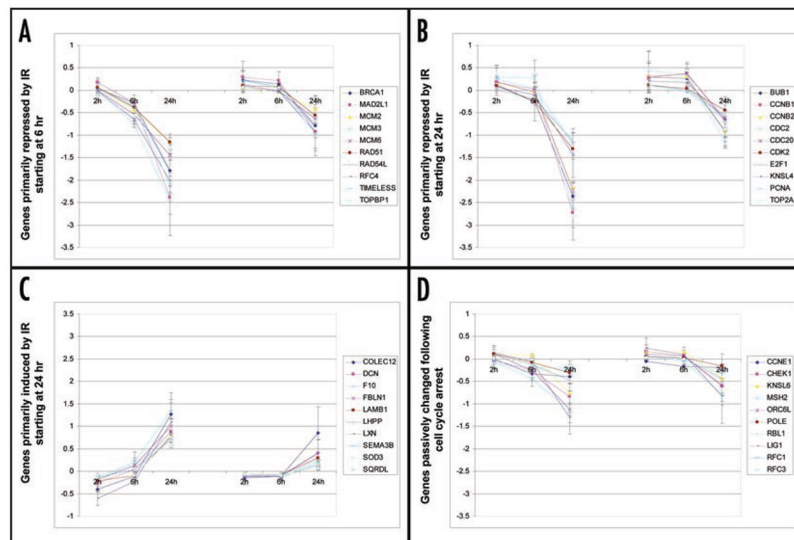 A
Genes primarily repressed by IR
starting at 6 hr
1
0.5
0
-0.5
-1
-1.5
-2
-2.5
-3
-3.5
2h
6h
24h
2h
6h
24h
BRCA1
MAD2L1
MCM2
MCM3
MCM6
RAD51
RAD54L
RFC4
TIMELESS
TOPBP1
B
Genes primarily repressed by IR
starting at 24 hr
1
0.5
0
-0.5
-1
-1.5
-2
-2.5
-3
-3.5
2h
6h
24h
2h
6h
24h
BUB1
CCNB1
CCNB2
CDC2
CDC20
CDK2
E2F1
KNSL4
PCNA
TOP2A
C
Genes primarily induced by IR
starting at 24 hr
3.5
3
2.5
2
1.5
1
0.5
0
-0.5
-1
2h
6h
24h
2h
6h
24h
COLEC12
DCN
F10
FBLN1
LAMB1
LHPP
LXN
SEMA3B
SOD3
SQRDL
D
Genes passively changed following
cell cycle arrest
1
0.5
0
-0.5
-1
-1.5
-2
-2.5
-3
-3.5
2h
6h
24h
2h
6h
24h
CCNE1
CHEK1
KNSL6
MSH2
ORC6L
POLE
RBL1
LIG1
RFC1
RFC3